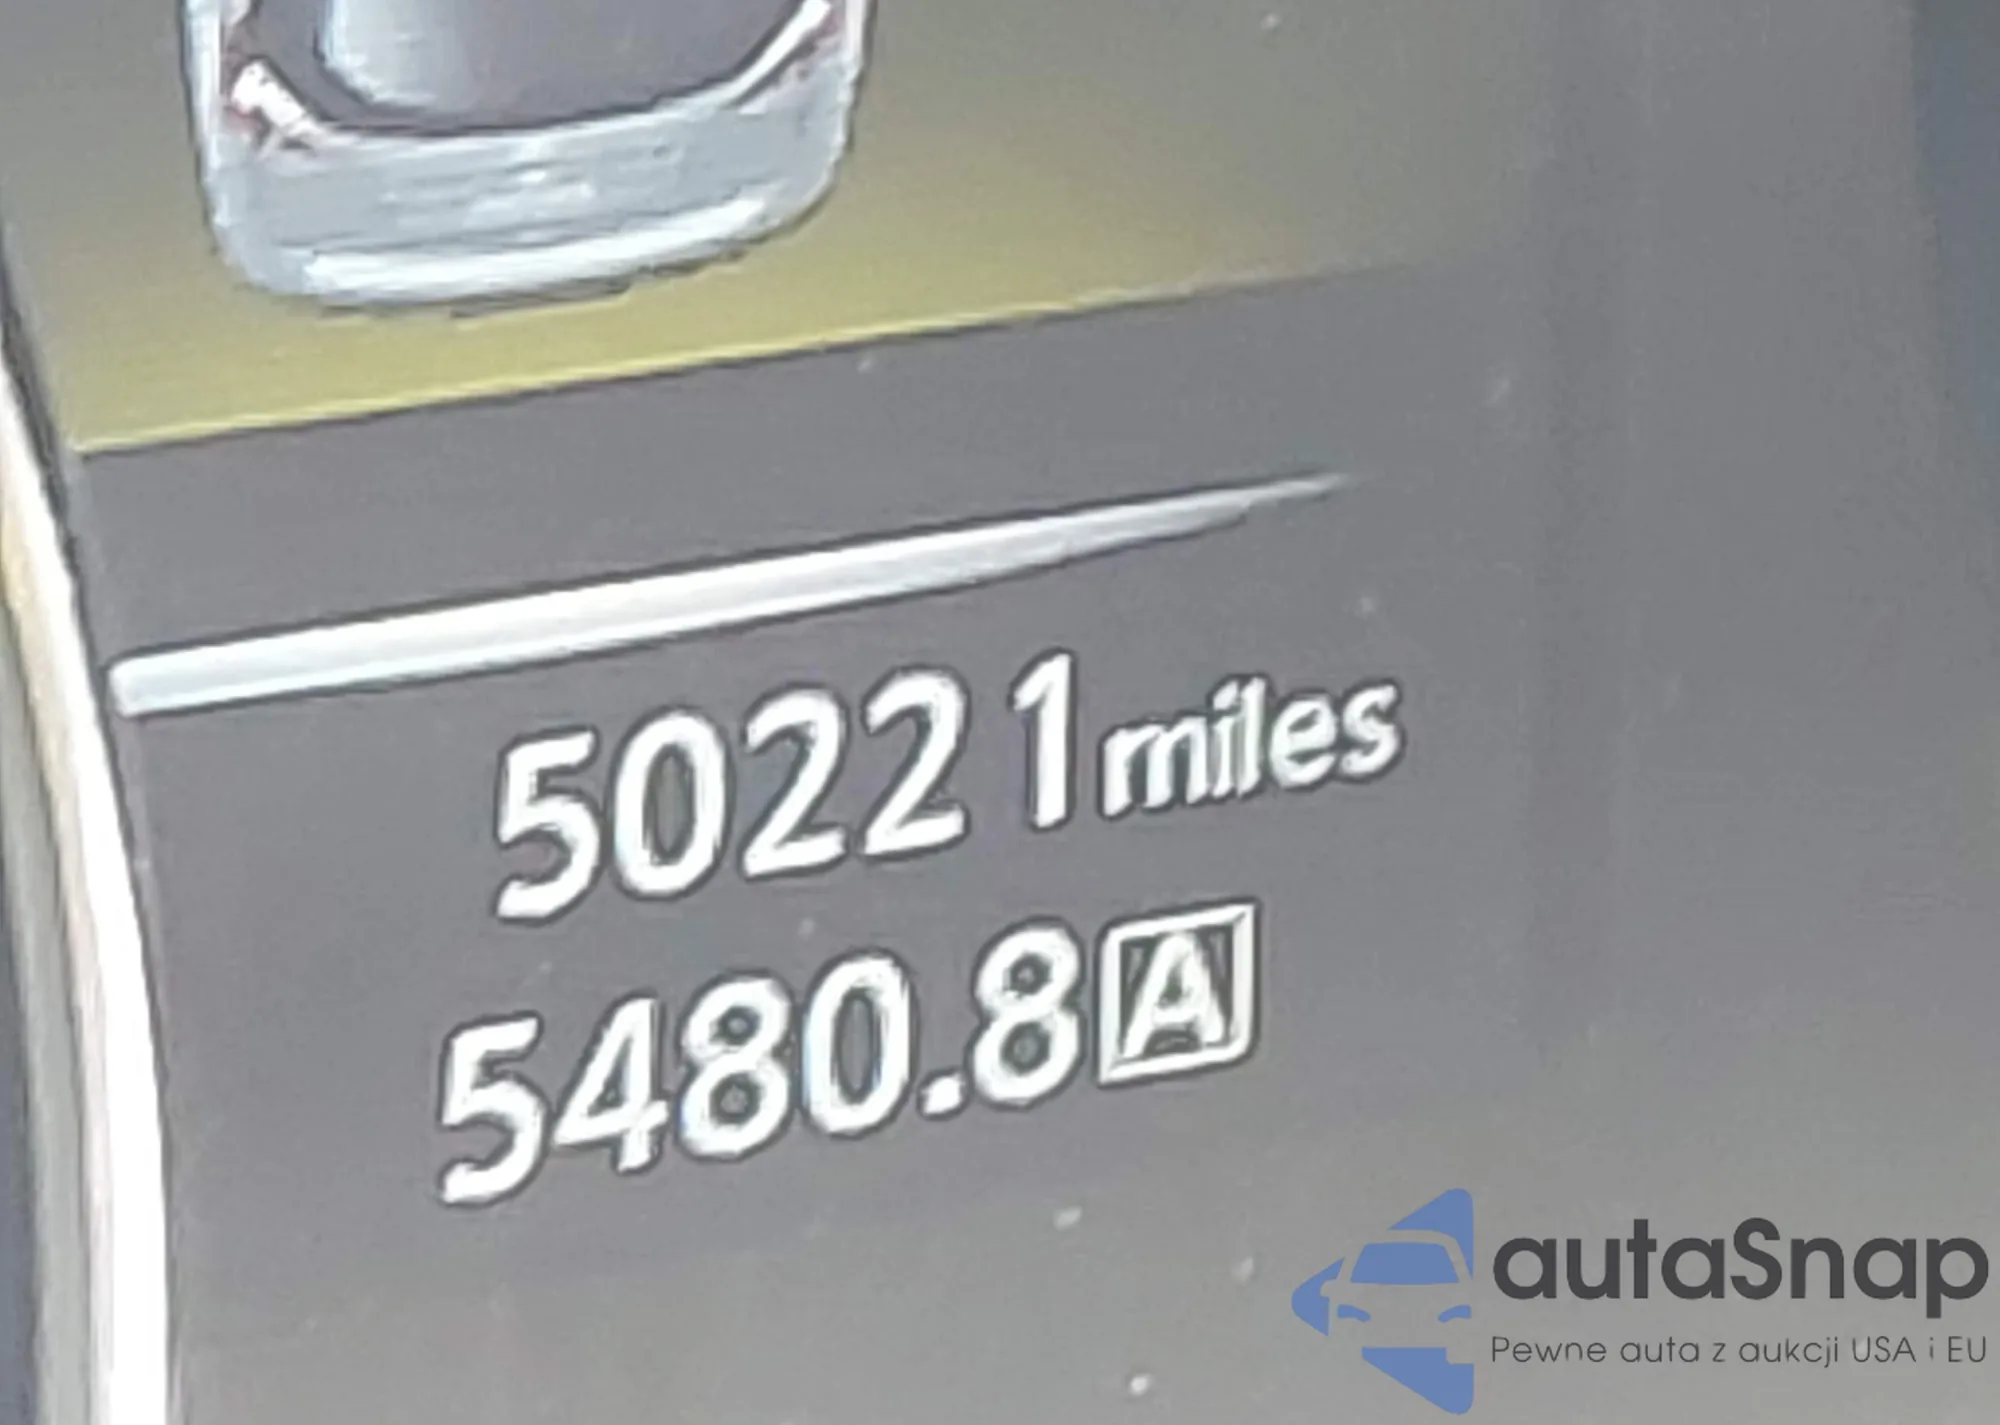 50221 miles
5480.8 A
autaSnap
Pewne auta z aukcji USA i EU